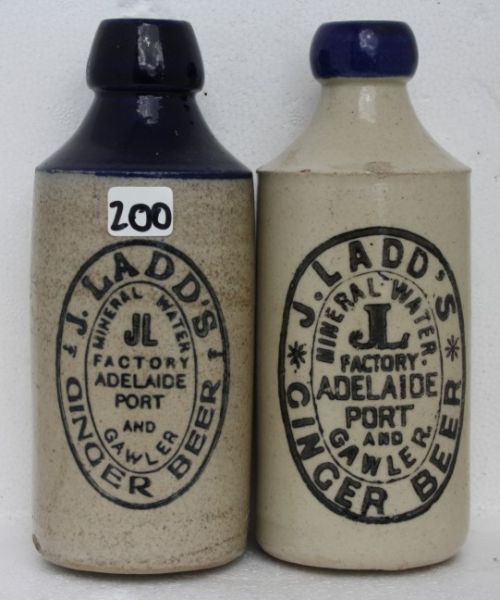 200
J. LADD'S
MINERAL WATER
JL
FACTORY
ADELAIDE
PORT
AND
GAWLER
GINGER BEER
J. LADD'S
MINERAL WATER
JL
FACTORY
ADELAIDE
PORT
AND
GAWLER.
GINGER BEER